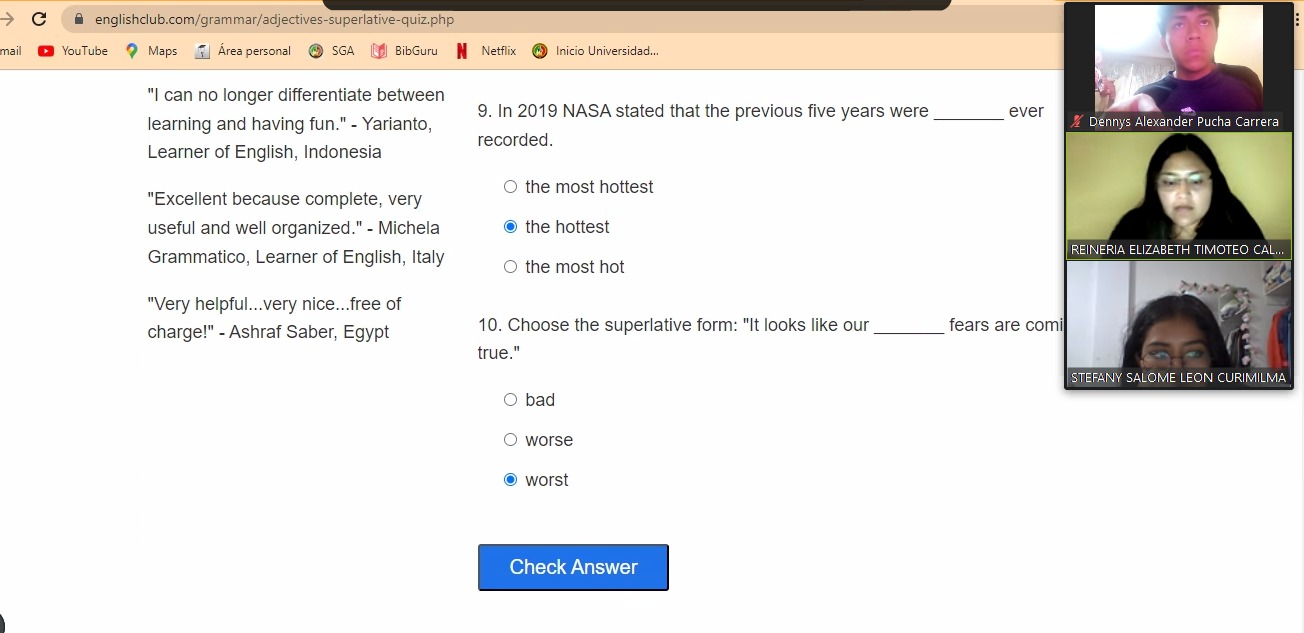 englishclub.com/grammar/adjectives-superlative-quiz.php
mail YouTube Maps Área personal SGA BibGuru Netflix Inicio Universidad...
"I can no longer differentiate between
learning and having fun." - Yarianto,
Learner of English, Indonesia
"Excellent because complete, very
useful and well organized." - Michela
Grammatico, Learner of English, Italy
"Very helpful...very nice...free of
charge!" - Ashraf Saber, Egypt
9. In 2019 NASA stated that the previous five years were ________ ever
recorded.
the most hottest
the hottest
the most hot
10. Choose the superlative form: "It looks like our ________ fears are comi
true."
bad
worse
worst
Check Answer
Dennys Alexander Pucha Carrera
REINERIA ELIZABETH TIMOTEO CAL...
STEFANY SALOME LEON CURIMILMA